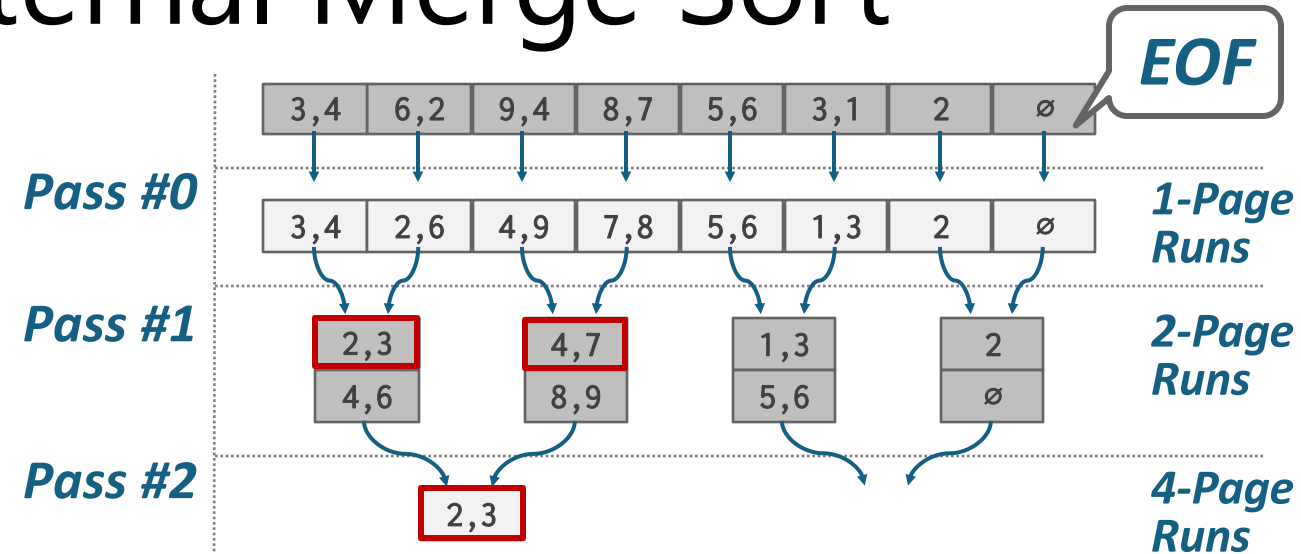 ternal Merge Sort
EOF
3,4 6,2 9,4 8,7 5,6 3,1 2 ∅
Pass #0
3,4 2,6 4,9 7,8 5,6 1,3 2 ∅
1-Page
Runs
Pass #1
2,3 4,7 1,3 2
4,6 8,9 5,6 ∅
2-Page
Runs
Pass #2
2,3
4-Page
Runs